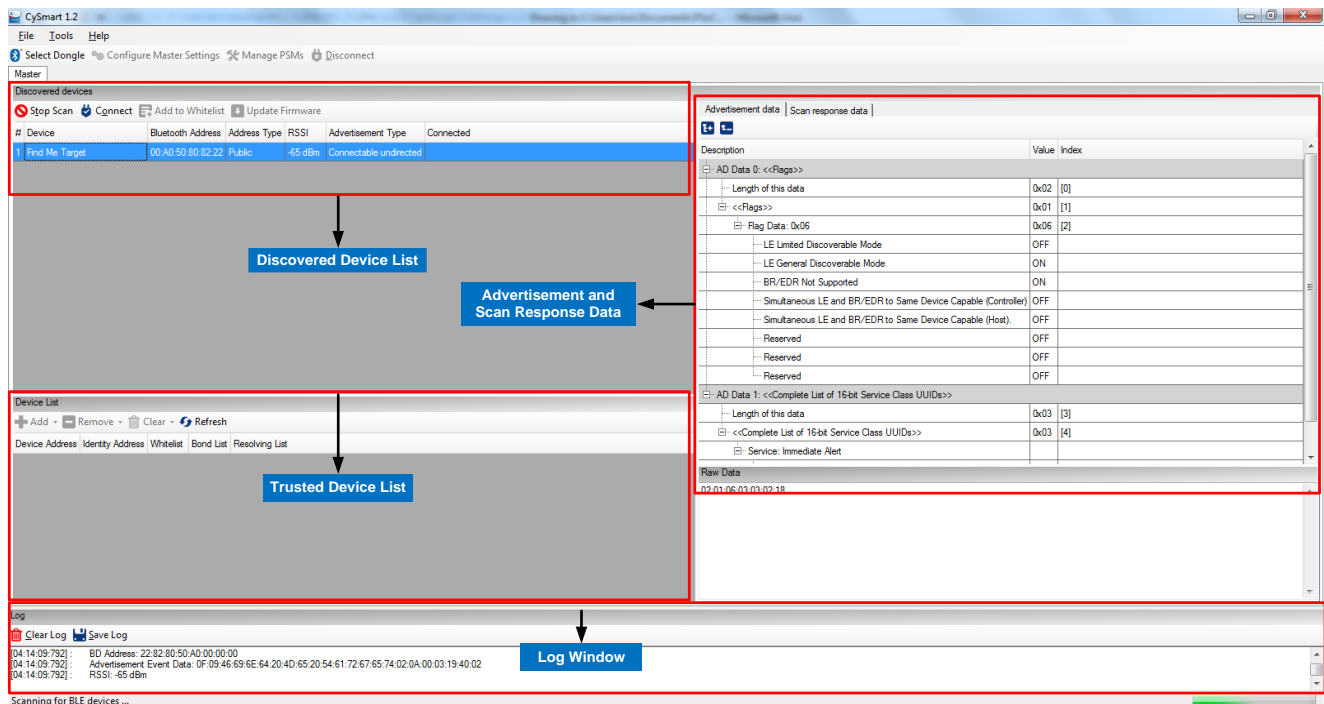 CySmart 1.2
File Tools Help
Select Dongle Configure Master Settings Manage PSMs Disconnect
Master
Discovered devices
Stop Scan Connect Add to Whitelist Update Firmware
# Device Bluetooth Address Address Type RSSI Advertisement Type Connected
1 Find Me Target 00:A0:50:80:82:22 Public -65 dBm Connectable undirected
Discovered Device List
Advertisement and
Scan Response Data
Device List
Add Remove Clear Refresh
Device Address Identity Address Whitelist Bond List Resolving List
Trusted Device List
Advertisement data Scan response data
Description Value Index
AD Data 0: <<Flags>>
Length of this data 0x02 [0]
<<Flags>> 0x01 [1]
Flag Data: 0x06 0x06 [2]
LE Limited Discoverable Mode OFF
LE General Discoverable Mode ON
BR/EDR Not Supported ON
Simultaneous LE and BR/EDR to Same Device Capable (Controller) OFF
Simultaneous LE and BR/EDR to Same Device Capable (Host). OFF
Reserved OFF
Reserved OFF
Reserved OFF
AD Data 1: <<Complete List of 16-bit Service Class UUIDs>>
Length of this data 0x03 [3]
<<Complete List of 16-bit Service Class UUIDs>> 0x03 [4]
Service: Immediate Alert
Raw Data
02:01:06:03:03:02:18
Log
Clear Log Save Log
[04:14:09:792] : BD Address: 22:82:80:50:A0:00:00:00
[04:14:09:792] : Advertisement Event Data: 0F:09:46:69:6E:64:20:4D:65:20:54:61:72:67:65:74:02:0A:00:03:19:40:02
[04:14:09:792] : RSSI: -65 dBm
Log Window
Scanning for BLE devices ...